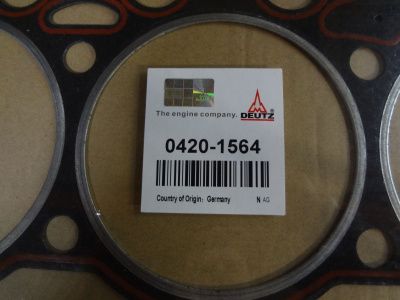 The engine company. DEUTZ
0420-1564
Country of Origin: Germany N AG